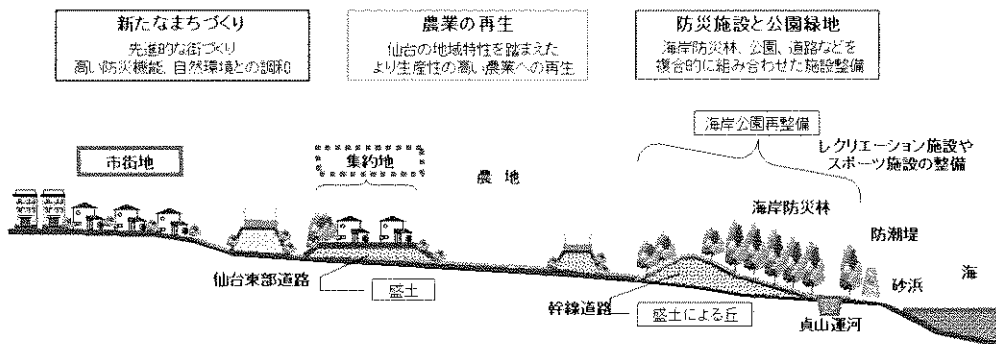 新たなまちづくり
先進的な街づくり
高い防災機能、自然環境との調和
農業の再生
仙台の地域特性を踏まえた
より生産性の高い農業への再生
防災施設と公園緑地
海岸防災林、公園、道路などを
複合的に組み合わせた施設整備
海岸公園再整備
レクリエーション施設や
スポーツ施設の整備
市街地
集約地
農地
海岸防災林
防潮堤
砂浜
海
仙台東部道路
盛土
幹線道路
盛土による丘
貞山運河